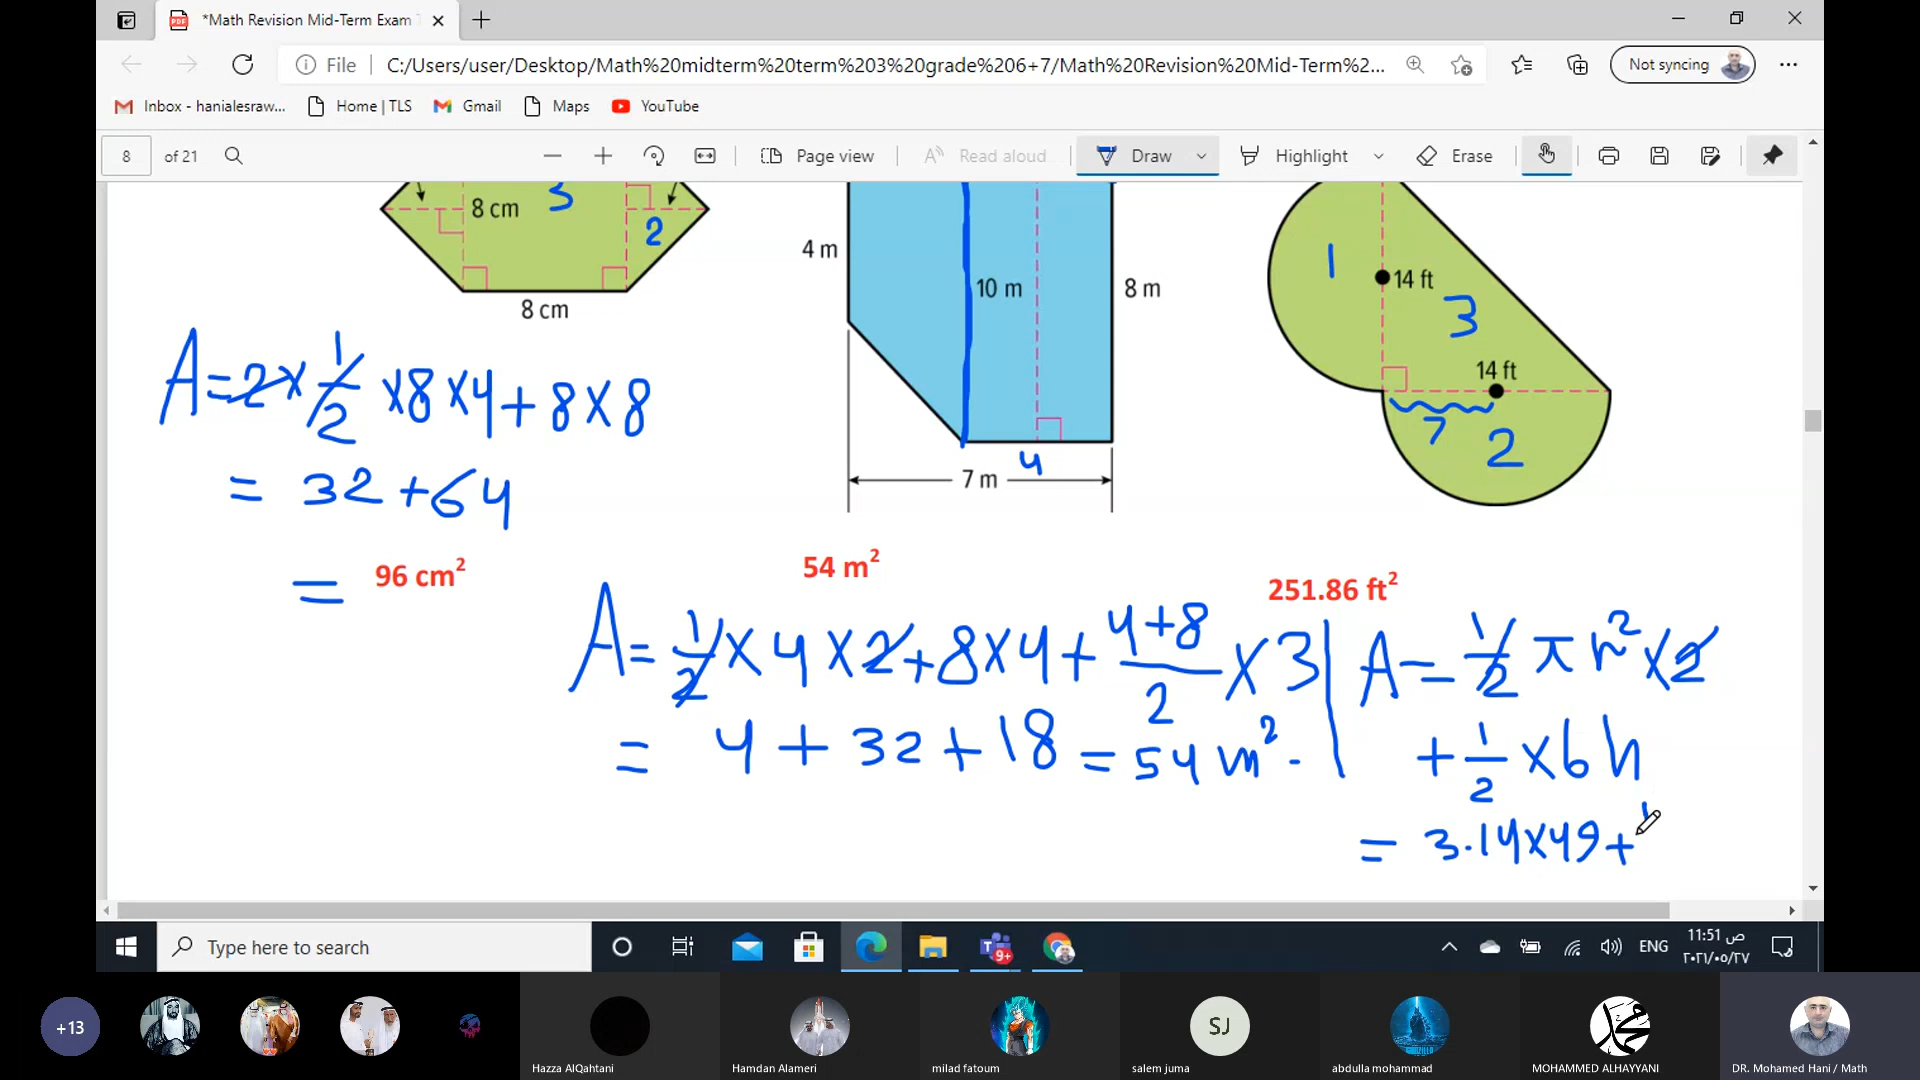 *Math Revision Mid-Term Exam T
File C:/Users/user/Desktop/Math%20midterm%20term%203%20grade%206+7/Math%20Revision%20Mid-Term%2...
Not syncing
Inbox - hanialesraw... Home | TLS Gmail Maps YouTube
8 of 21 Page view Read aloud Draw Highlight Erase
8 cm 3 2
8 cm
4 m 10 m 8 m
4
7 m
1 14 ft
3
14 ft
7 2
A=2×1/2×8×4+8×8
= 32+64
= 96 cm²
54 m²
251.86 ft²
A=1/2×4×2+8×4+4+8/2×3
= 4+32+18=54 m².
A=1/2πr²×2
+1/2×bh
= 3.14×49+
Type here to search
9+
ENG
11:51 ص
٢٠٢١/٠٥/٢٧
+13
SJ
Hazza AlQahtani
Hamdan Alameri
milad fatoum
salem juma
abdulla mohammad
MOHAMMED ALHAYYANI
DR. Mohamed Hani / Math